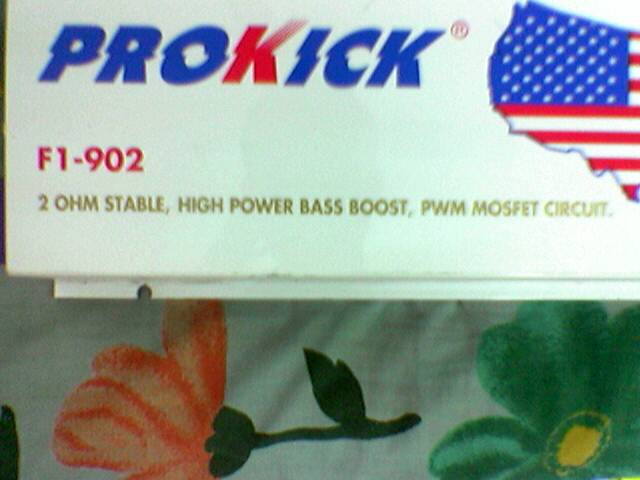 PROKICK®
F1-902
2 OHM STABLE, HIGH POWER BASS BOOST, PWM MOSFET CIRCUIT.